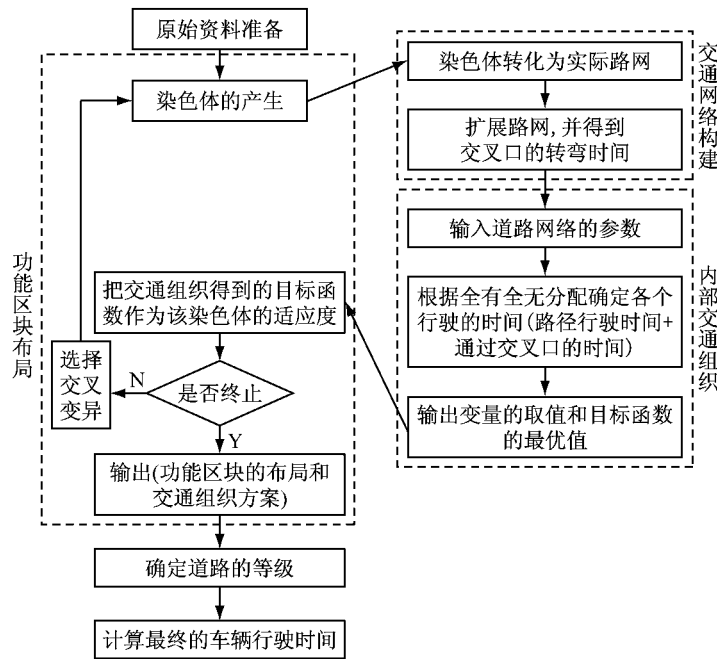 原始资料准备
染色体的产生
功能区块布局
把交通组织得到的目标函
数作为该染色体的适应度
选择
交叉
变异
N
是否终止
Y
输出(功能区块的布局和
交通组织方案)
确定道路的等级
计算最终的车辆行驶时间
染色体转化为实际路网
扩展路网,并得到
交叉口的转弯时间
交通网络构建
输入道路网络的参数
根据全有全无分配确定各个
行驶的时间(路径行驶时间+
通过交叉口的时间)
输出变量的取值和目标函数
的最优值
内部交通组织